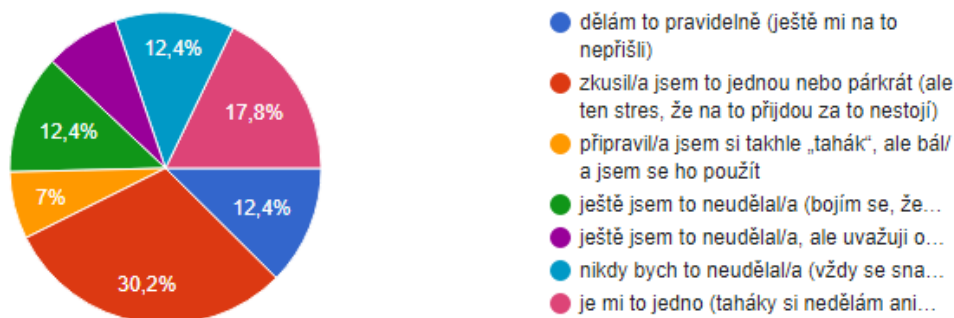 12,4%
17,8%
12,4%
7%
12,4%
30,2%
dělám to pravidelně (ještě mi na to
nepřišli)
zkusil/a jsem to jednou nebo párkrát (ale
ten stres, že na to přijdou za to nestojí)
připravil/a jsem si takhle „tahák“, ale bál/
a jsem se ho použít
ještě jsem to neudělal/a (bojím se, že...
ještě jsem to neudělal/a, ale uvažuji o...
nikdy bych to neudělal/a (vždy se sna...
je mi to jedno (taháky si nedělám ani...